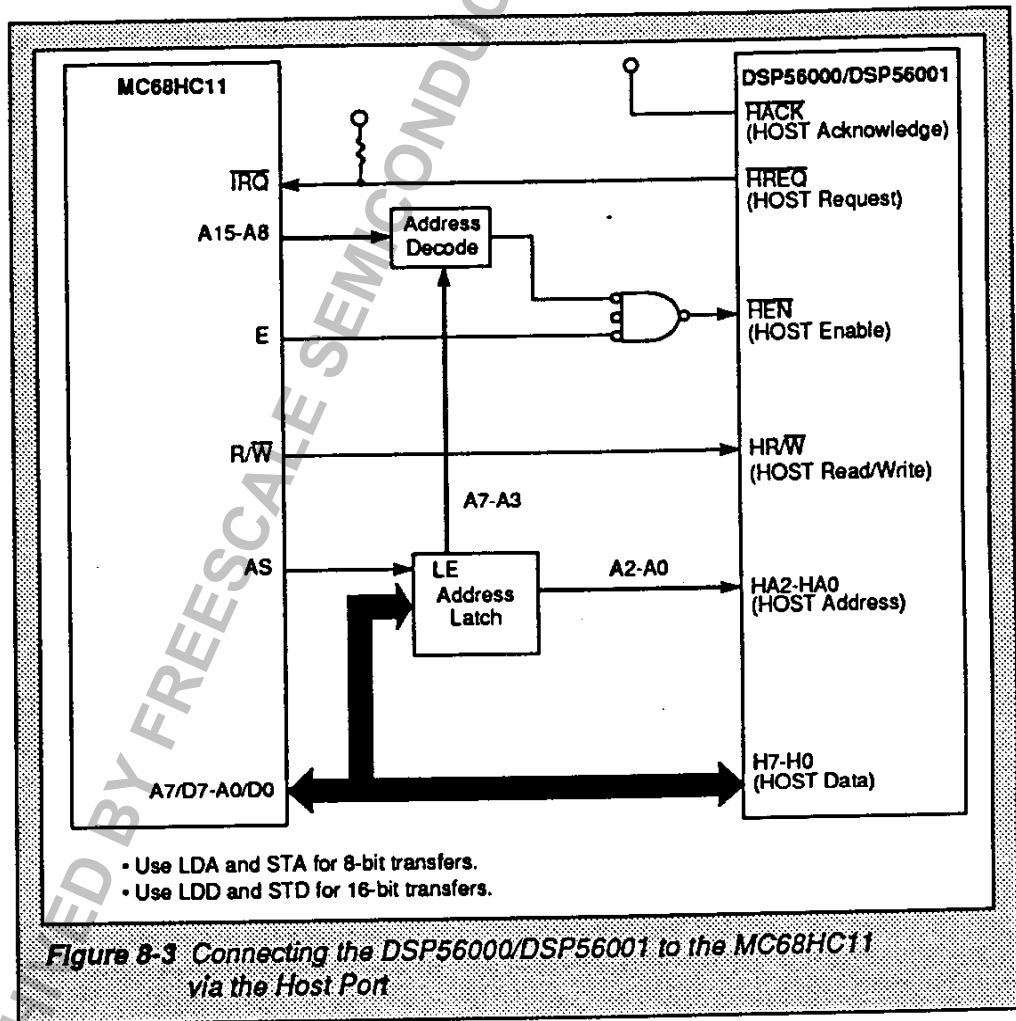 MC68HC11
DSP56000/DSP56001
HACK
(HOST Acknowledge)
IRQ
HREQ
(HOST Request)
A15-A8
Address
Decode
HEN
(HOST Enable)
E
R/W
HR/W
(HOST Read/Write)
A7-A3
AS
LE
Address
Latch
A2-A0
HA2-HA0
(HOST Address)
A7/D7-A0/D0
H7-H0
(HOST Data)
• Use LDA and STA for 8-bit transfers.
• Use LDD and STD for 16-bit transfers.
Figure 8-3 Connecting the DSP56000/DSP56001 to the MC68HC11
via the Host Port
BY FREESCALE